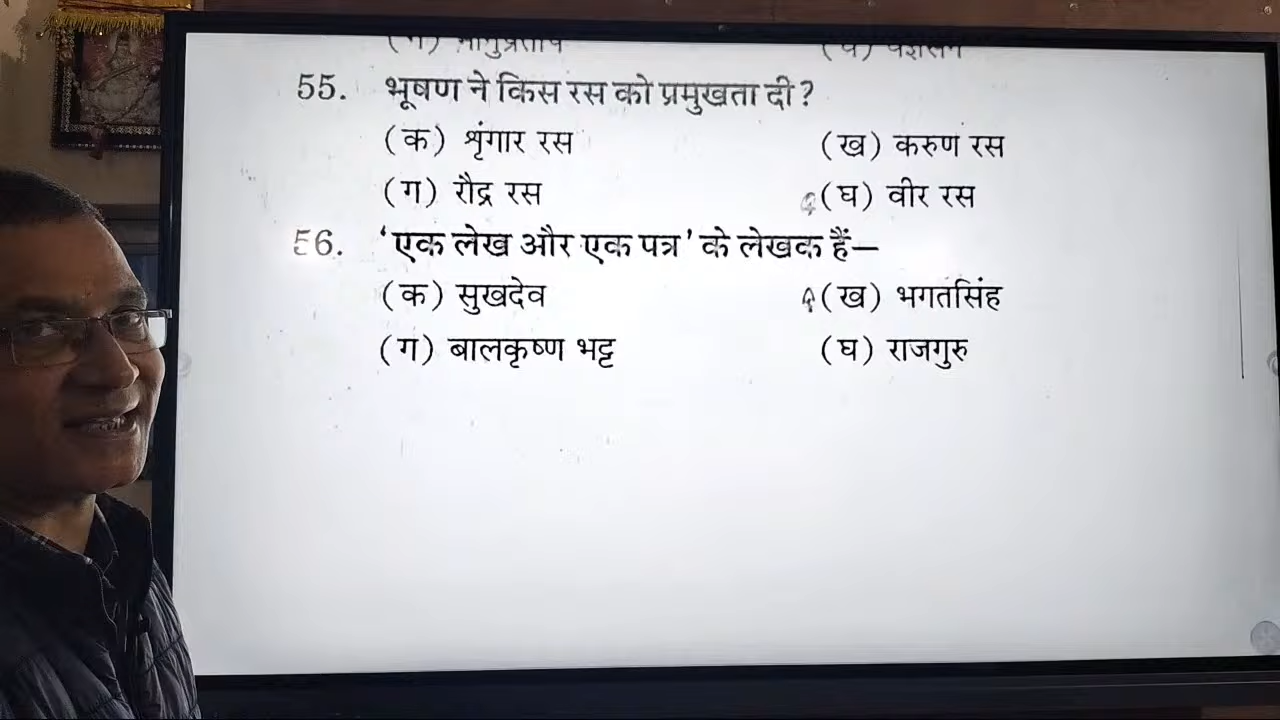 55. भूषण ने किस रस को प्रमुखता दी?
(क) शृंगार रस (ख) करुण रस
(ग) रौद्र रस (घ) वीर रस
56. ‘एक लेख और एक पत्र’ के लेखक हैं—
(क) सुखदेव (ख) भगतसिंह
(ग) बालकृष्ण भट्ट (घ) राजगुरु